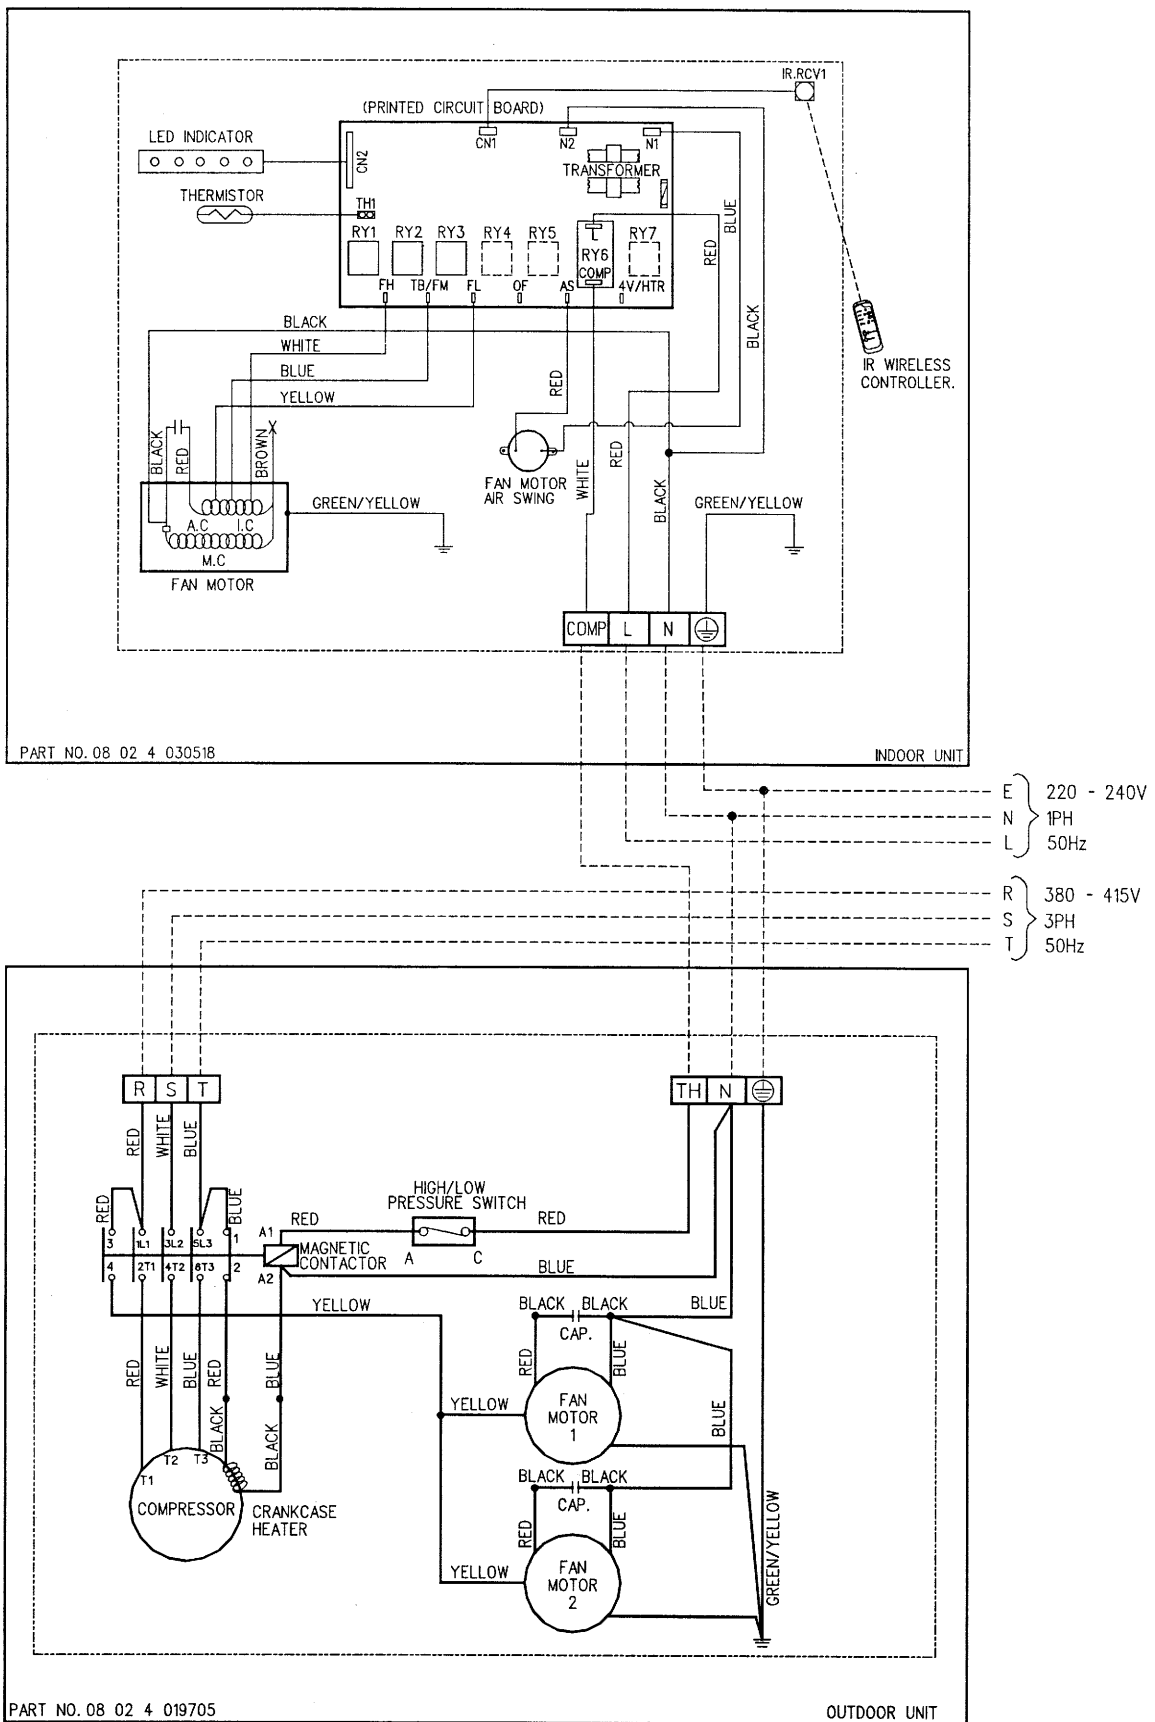 IR.RCV1
(PRINTED CIRCUIT BOARD)
LED INDICATOR
CN2
CN1
N2
N1
TRANSFORMER
THERMISTOR
TH1
RY1 RY2 RY3 RY4 RY5 L RY7
RY6
COMP
FH TB/FM FL OF AS 4V/HTR
RED
BLUE
BLACK
BLACK
WHITE
BLUE
YELLOW
IR WIRELESS
CONTROLLER.
RED
BLACK
RED
BROWN
FAN MOTOR
AIR SWING
WHITE
RED
BLACK
GREEN/YELLOW
GREEN/YELLOW
A.C I.C
M.C
FAN MOTOR
COMP L N
PART NO. 08 02 4 030518
INDOOR UNIT
E 220 - 240V
N 1PH
L 50Hz
R 380 - 415V
S 3PH
T 50Hz
R S T
TH N
RED
WHITE
BLUE
HIGH/LOW
PRESSURE SWITCH
RED
BLUE
3 1L1 3L2 5L3 1
4 2T1 4T2 6T3 2
A1
RED
RED
MAGNETIC
CONTACTOR
A C
A2
BLUE
YELLOW
BLACK BLACK
BLUE
CAP.
RED
WHITE
BLUE
RED
BLUE
RED
BLUE
YELLOW
FAN
MOTOR
1
BLUE
BLACK
BLACK
T1 T2 T3
COMPRESSOR
CRANKCASE
HEATER
BLACK BLACK
CAP.
RED
BLUE
YELLOW
FAN
MOTOR
2
GREEN/YELLOW
PART NO. 08 02 4 019705
OUTDOOR UNIT